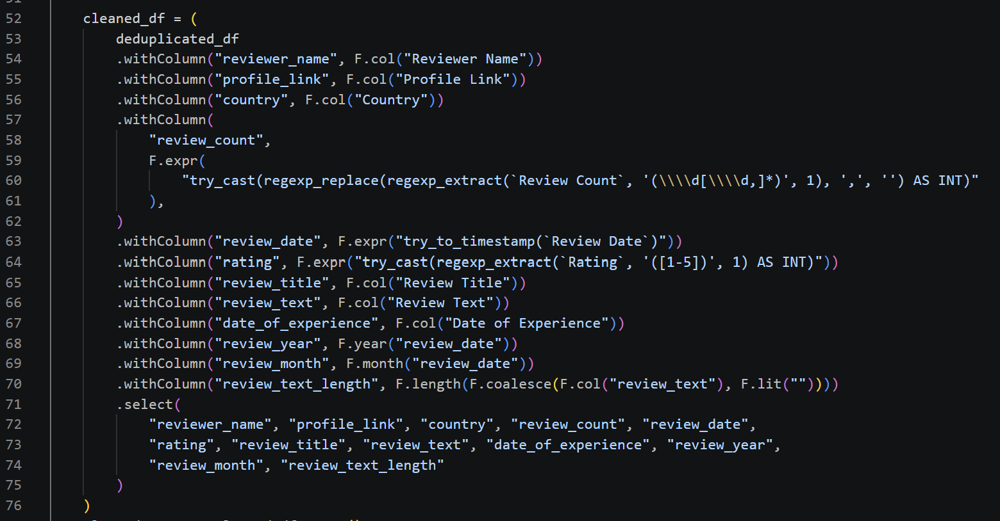 52 cleaned_df = (
53 deduplicated_df
54 .withColumn("reviewer_name", F.col("Reviewer Name"))
55 .withColumn("profile_link", F.col("Profile Link"))
56 .withColumn("country", F.col("Country"))
57 .withColumn(
58 "review_count",
59 F.expr(
60 "try_cast(regexp_replace(regexp_extract(`Review Count`, '(\\\\d[\\\\d,]*)', 1), ',', '') AS INT)"
61 ),
62 )
63 .withColumn("review_date", F.expr("try_to_timestamp(`Review Date`)"))
64 .withColumn("rating", F.expr("try_cast(regexp_extract(`Rating`, '([1-5])', 1) AS INT)"))
65 .withColumn("review_title", F.col("Review Title"))
66 .withColumn("review_text", F.col("Review Text"))
67 .withColumn("date_of_experience", F.col("Date of Experience"))
68 .withColumn("review_year", F.year("review_date"))
69 .withColumn("review_month", F.month("review_date"))
70 .withColumn("review_text_length", F.length(F.coalesce(F.col("review_text"), F.lit(""))))
71 .select(
72 "reviewer_name", "profile_link", "country", "review_count", "review_date",
73 "rating", "review_title", "review_text", "date_of_experience", "review_year",
74 "review_month", "review_text_length"
75 )
76 )